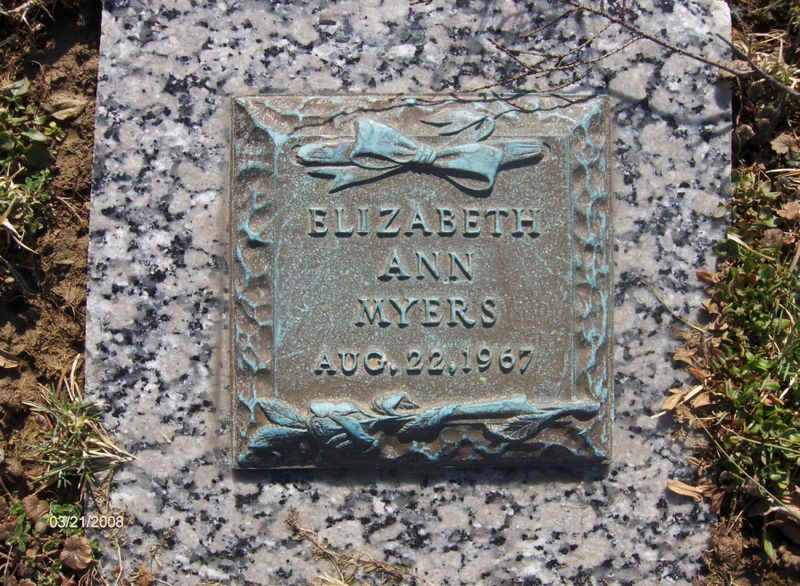 ELIZABETH
ANN
MYERS
AUG. 22, 1967
03/21/2008